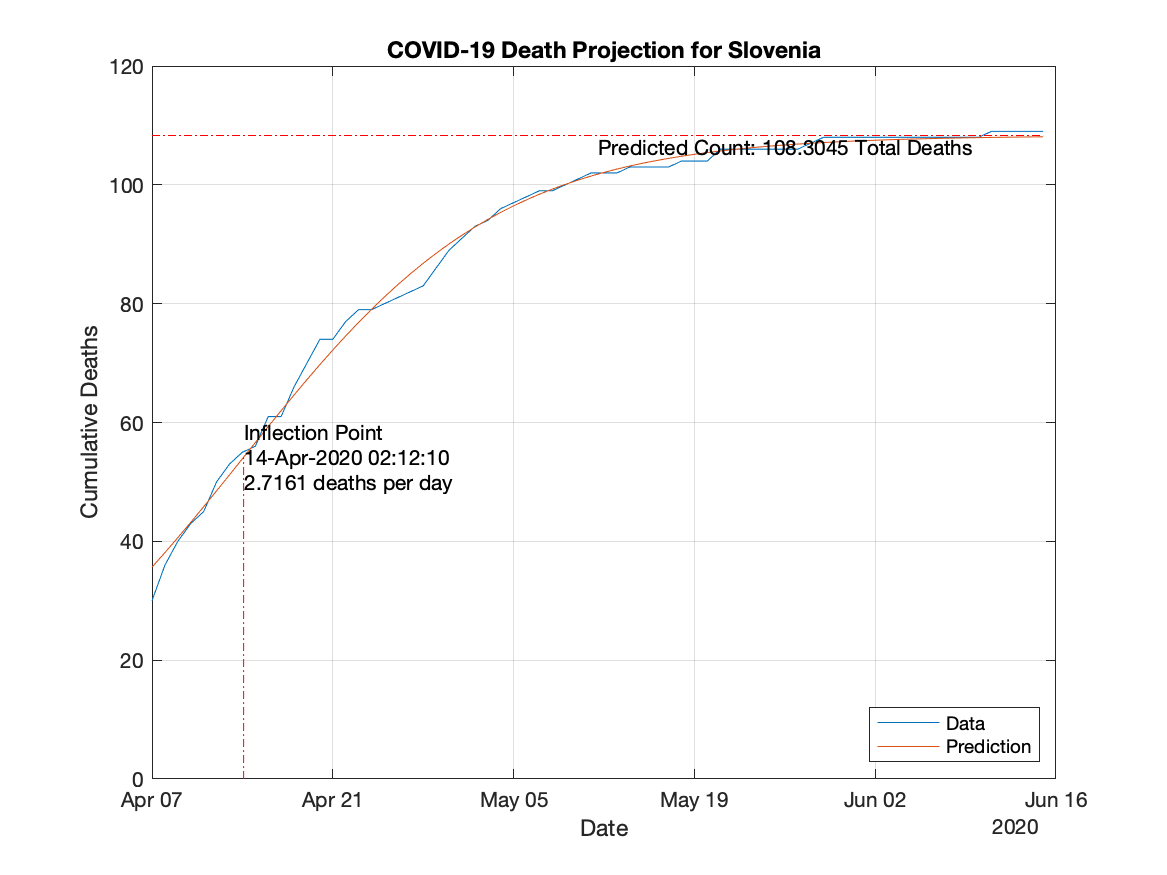 COVID-19 Death Projection for Slovenia
120
100
80
60
40
20
0
Cumulative Deaths
Predicted Count: 108.3045 Total Deaths
Inflection Point
14-Apr-2020 02:12:10
2.7161 deaths per day
Data
Prediction
Apr 07 Apr 21 May 05 May 19 Jun 02 Jun 16
Date
2020